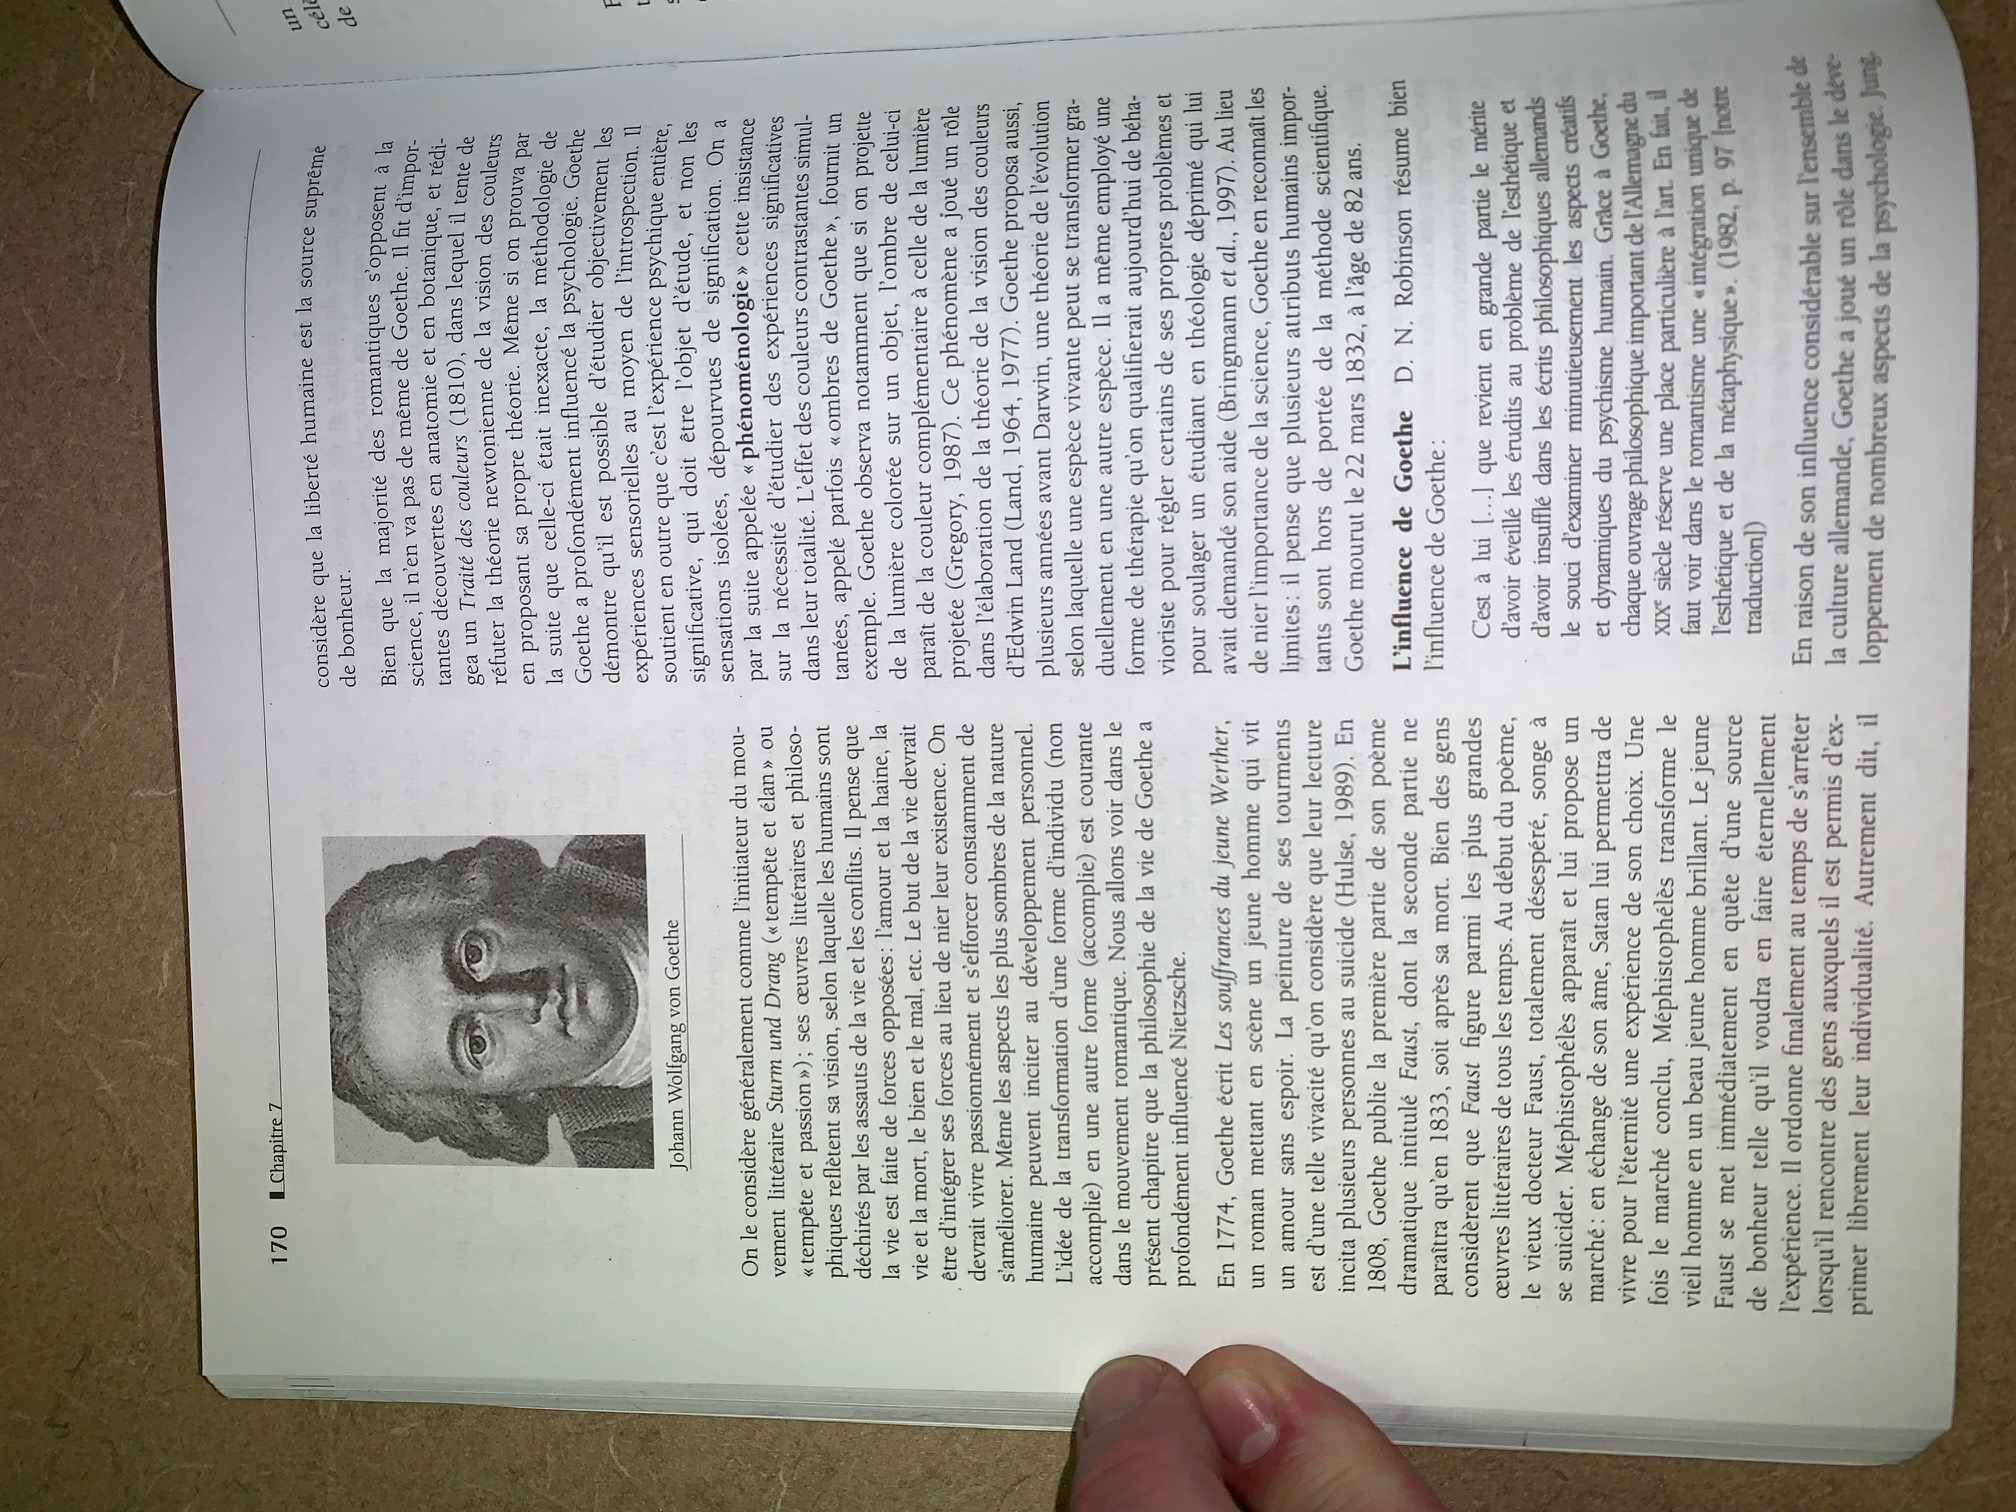 170 Chapitre 7
Johann Wolfgang von Goethe
On le considère généralement comme l'initiateur du mou-
vement littéraire Sturm und Drang (« tempête et élan » ou
« tempête et passion ») ; ses œuvres littéraires et philoso-
phiques reflètent sa vision, selon laquelle les humains sont
déchirés par les assauts de la vie et les conflits. Il pense que
la vie est faite de forces opposées : l'amour et la haine, la
vie et la mort, le bien et le mal, etc. Le but de la vie devrait
être d'intégrer ses forces au lieu de nier leur existence. On
devrait vivre passionnément et s'efforcer constamment de
s'améliorer. Même les aspects les plus sombres de la nature
humaine peuvent inciter au développement personnel.
L'idée de la transformation d'une forme d'individu (non
accomplie) en une autre forme (accomplie) est courante
dans le mouvement romantique. Nous allons voir dans le
présent chapitre que la philosophie de la vie de Goethe a
profondément influencé Nietzsche.
En 1774, Goethe écrit Les souffrances du jeune Werther,
un roman mettant en scène un jeune homme qui vit
un amour sans espoir. La peinture de ses tourments
est d'une telle vivacité qu'on considère que leur lecture
incita plusieurs personnes au suicide (Hulse, 1989). En
1808, Goethe publie la première partie de son poème
dramatique intitulé Faust, dont la seconde partie ne
paraîtra qu'en 1833, soit après sa mort. Bien des gens
considèrent que Faust figure parmi les plus grandes
œuvres littéraires de tous les temps. Au début du poème,
le vieux docteur Faust, totalement désespéré, songe à
se suicider. Méphistophélès apparaît et lui propose un
marché : en échange de son âme, Satan lui permettra de
vivre pour l'éternité une expérience de son choix. Une
fois le marché conclu, Méphistophélès transforme le
vieil homme en un beau jeune homme brillant. Le jeune
Faust se met immédiatement en quête d'une source
de bonheur telle qu'il voudra en faire éternellement
l'expérience. Il ordonne finalement au temps de s'arrêter
lorsqu'il rencontre des gens auxquels il est permis d'ex-
primer librement leur individualité. Autrement dit, il
considère que la liberté humaine est la source suprême
de bonheur.
Bien que la majorité des romantiques s'opposent à la
science, il n'en va pas de même de Goethe. Il fit d'impor-
tantes découvertes en anatomie et en botanique, et rédi-
gea un Traité des couleurs (1810), dans lequel il tente de
réfuter la théorie newtonienne de la vision des couleurs
en proposant sa propre théorie. Même si on prouva par
la suite que celle-ci était inexacte, la méthodologie de
Goethe a profondément influencé la psychologie. Goethe
démontre qu'il est possible d'étudier objectivement les
expériences sensorielles au moyen de l'introspection. Il
soutient en outre que c'est l'expérience psychique entière,
significative, qui doit être l'objet d'étude, et non les
sensations isolées, dépourvues de signification. On a
par la suite appelée « phénoménologie » cette insistance
sur la nécessité d'étudier des expériences significatives
dans leur totalité. L'effet des couleurs contrastantes simul-
tanées, appelé parfois « ombres de Goethe », fournit un
exemple. Goethe observa notamment que si on projette
de la lumière colorée sur un objet, l'ombre de celui-ci
paraît de la couleur complémentaire à celle de la lumière
projetée (Gregory, 1987). Ce phénomène a joué un rôle
dans l'élaboration de la théorie de la vision des couleurs
d'Edwin Land (Land, 1964, 1977). Goethe proposa aussi,
plusieurs années avant Darwin, une théorie de l'évolution
selon laquelle une espèce vivante peut se transformer gra-
duellement en une autre espèce. Il a même employé une
forme de thérapie qu'on qualifierait aujourd'hui de béha-
vioriste pour régler certains de ses propres problèmes et
pour soulager un étudiant en théologie déprimé qui lui
avait demandé son aide (Bringmann et al., 1997). Au lieu
de nier l'importance de la science, Goethe en reconnaît les
limites : il pense que plusieurs attributs humains impor-
tants sont hors de portée de la méthode scientifique.
Goethe mourut le 22 mars 1832, à l'âge de 82 ans.
L'influence de Goethe D. N. Robinson résume bien
l'influence de Goethe :
C'est à lui [...] que revient en grande partie le mérite
d'avoir éveillé les érudits au problème de l'esthétique et
d'avoir insufflé dans les écrits philosophiques allemands
le souci d'examiner minutieusement les aspects créatifs
et dynamiques du psychisme humain. Grâce à Goethe,
chaque ouvrage philosophique important de l'Allemagne du
XIXe siècle réserve une place particulière à l'art. En fait, il
faut voir dans le romantisme une « intégration unique de
l'esthétique et de la métaphysique ». (1982, p. 97 [notre
traduction])
En raison de son influence considérable sur l'ensemble de
la culture allemande, Goethe a joué un rôle dans le déve-
loppement de nombreux aspects de la psychologie. Jung,
un
de